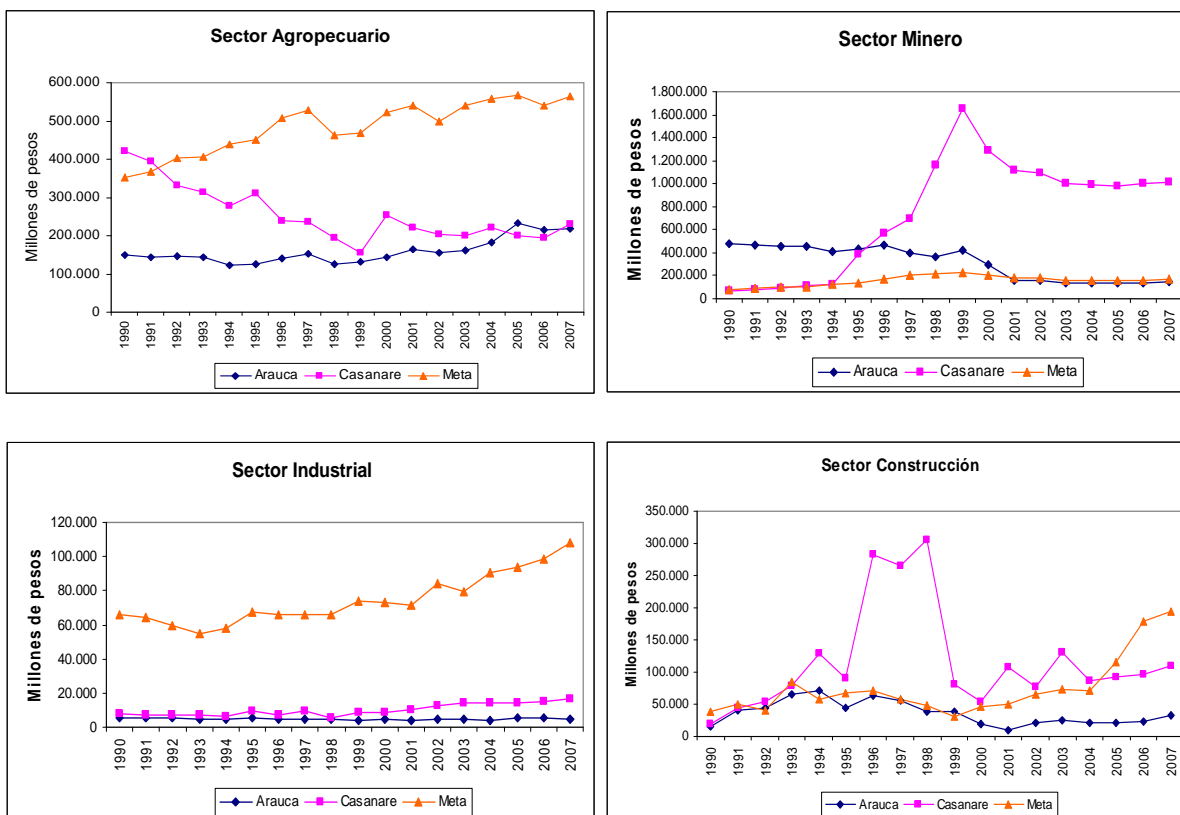 Sector Agropecuario
Millones de pesos
600.000
500.000
400.000
300.000
200.000
100.000
0
1990 1991 1992 1993 1994 1995 1996 1997 1998 1999 2000 2001 2002 2003 2004 2005 2006 2007
Arauca Casanare Meta
Sector Minero
Millones de pesos
1.800.000
1.600.000
1.400.000
1.200.000
1.000.000
800.000
600.000
400.000
200.000
0
1990 1991 1992 1993 1994 1995 1996 1997 1998 1999 2000 2001 2002 2003 2004 2005 2006 2007
Arauca Casanare Meta
Sector Industrial
Millones de pesos
120.000
100.000
80.000
60.000
40.000
20.000
0
1990 1991 1992 1993 1994 1995 1996 1997 1998 1999 2000 2001 2002 2003 2004 2005 2006 2007
Arauca Casanare Meta
Sector Construcción
Millones de pesos
350.000
300.000
250.000
200.000
150.000
100.000
50.000
0
1990 1991 1992 1993 1994 1995 1996 1997 1998 1999 2000 2001 2002 2003 2004 2005 2006 2007
Arauca Casanare Meta